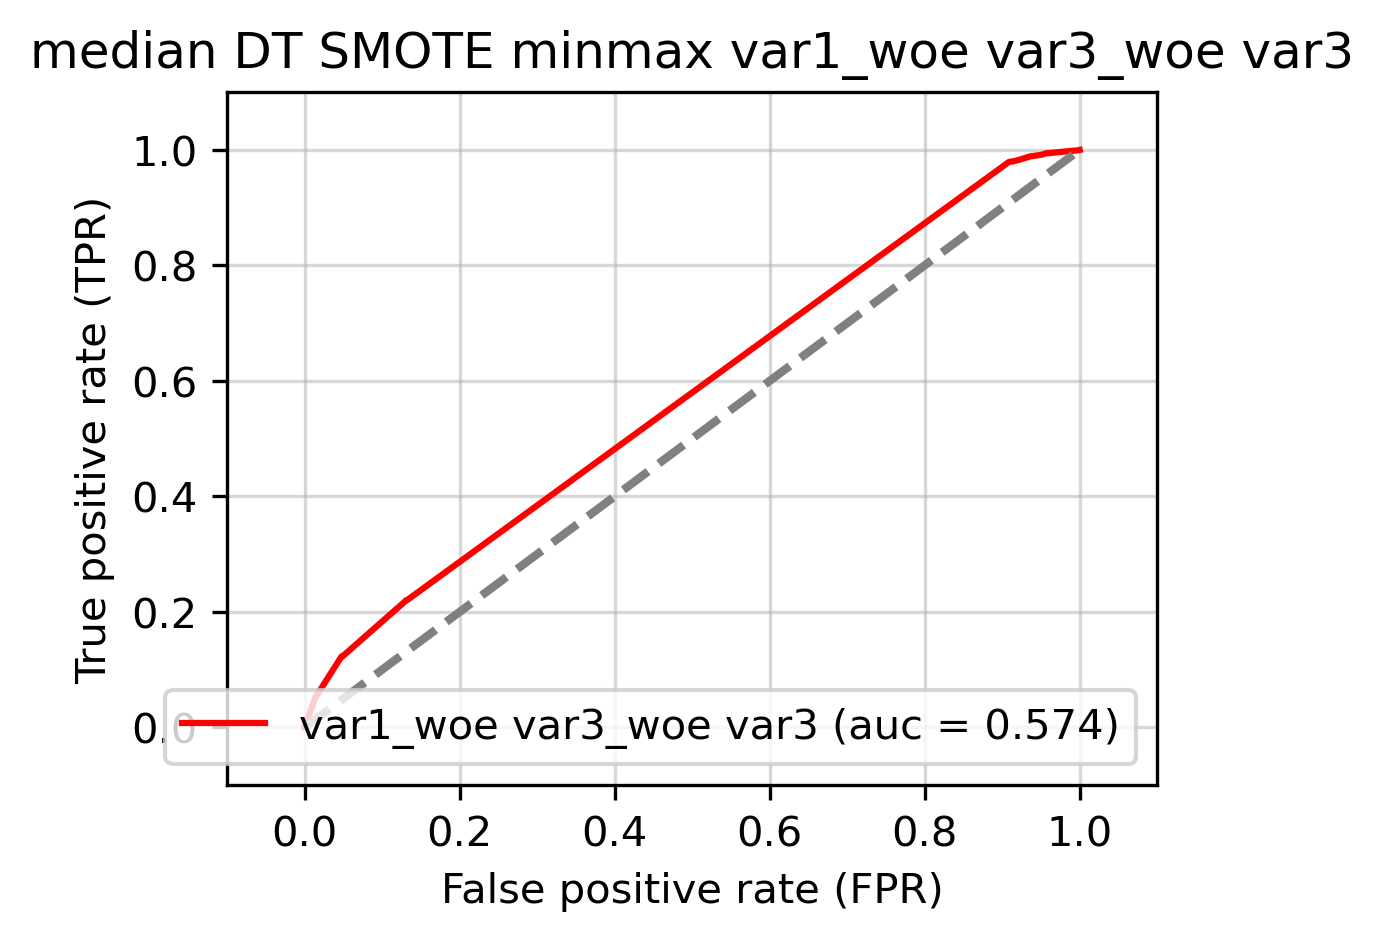 median DT SMOTE minmax var1_woe var3_woe var3
1.0
0.8
0.6
0.4
0.2
0.0
True positive rate (TPR)
var1_woe var3_woe var3 (auc = 0.574)
0.0 0.2 0.4 0.6 0.8 1.0
False positive rate (FPR)